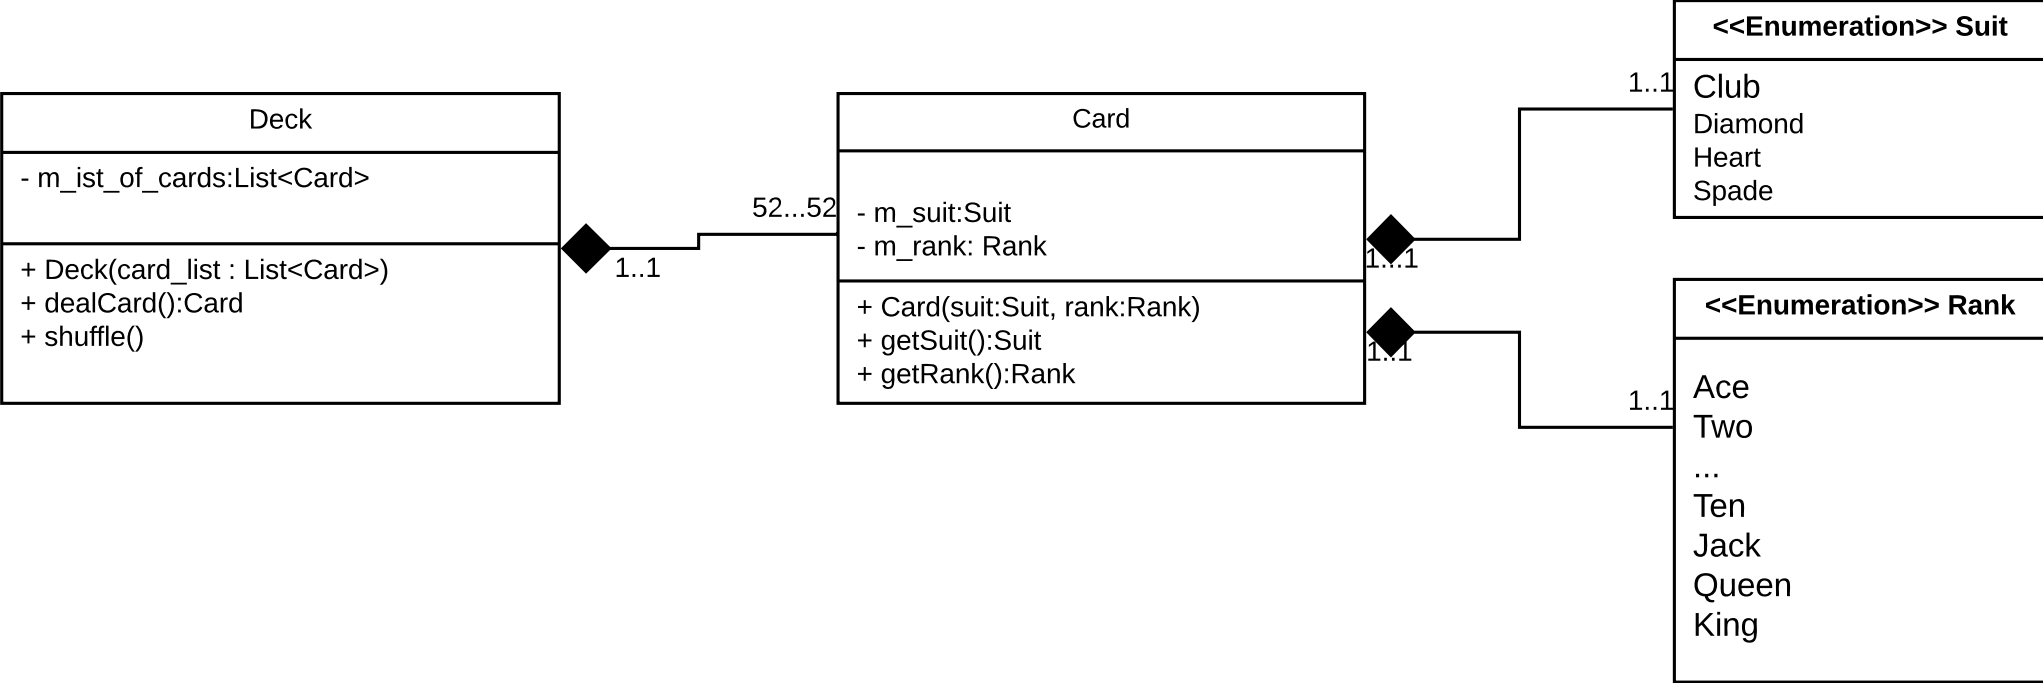 Deck
- m_ist_of_cards:List<Card>
+ Deck(card_list : List<Card>)
+ dealCard():Card
+ shuffle()
1..1
52...52
Card
- m_suit:Suit
- m_rank: Rank
+ Card(suit:Suit, rank:Rank)
+ getSuit():Suit
+ getRank():Rank
1...1
1..1
1..1
<<Enumeration>> Suit
Club
Diamond
Heart
Spade
1..1
<<Enumeration>> Rank
Ace
Two
...
Ten
Jack
Queen
King